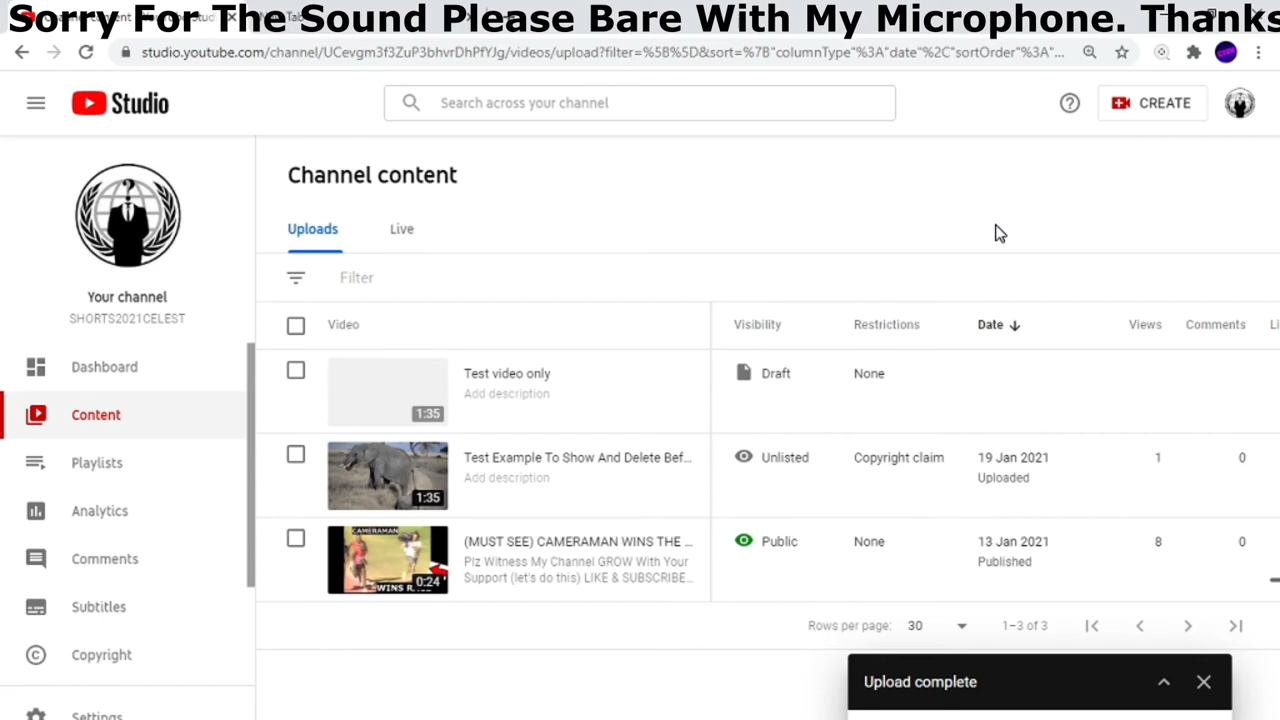 Sorry For The Sound Please Bare With My Microphone. Thanks
studio.youtube.com/channel/UCevgm3f3ZuP3bhvrDhPfYJg/videos/upload?filter=%5B%5D&sort=%7B"columnType"%3A"date"%2C"sortOrder"%3A"...
Studio
Search across your channel
CREATE
Channel content
Uploads Live
Filter
Your channel
SHORTS2021CELEST
Dashboard
Content
Playlists
Analytics
Comments
Subtitles
Copyright
Settings
Video Visibility Restrictions Date Views Comments Li
Test video only Draft None
Add description
1:35
Test Example To Show And Delete Bef... Unlisted Copyright claim 19 Jan 2021 1 0
Add description Uploaded
1:35
CAMERAMAN
(MUST SEE) CAMERAMAN WINS THE ... Public None 13 Jan 2021 8 0
Plz Witness My Channel GROW With Your Published
Support (let's do this) LIKE & SUBSCRIBE...
0:24
WINS
Rows per page: 30 1–3 of 3
Upload complete